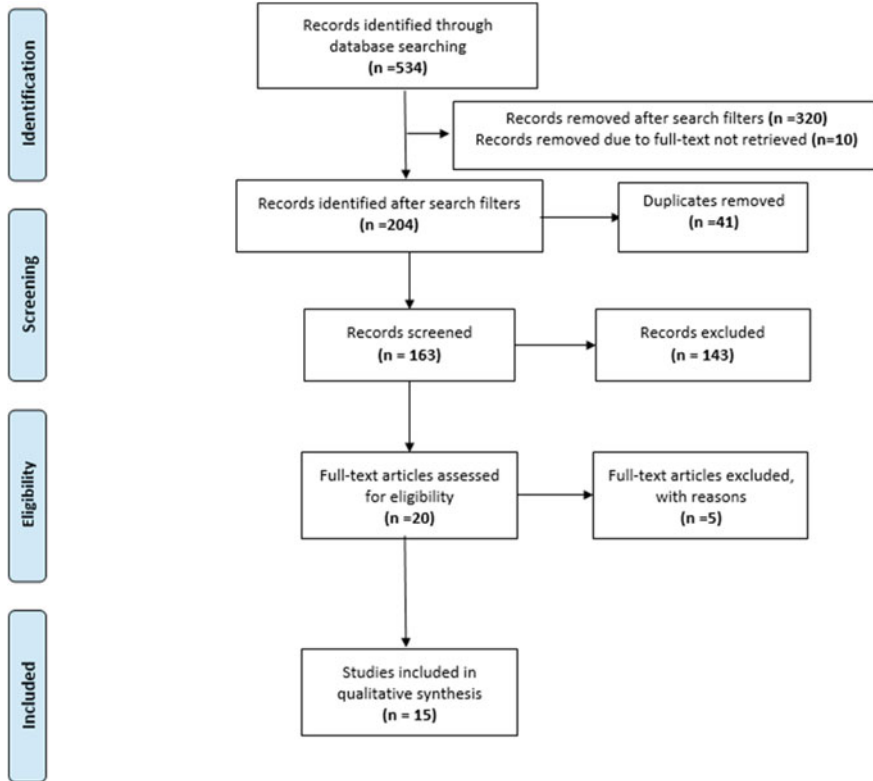 Identification
Records identified through
database searching
(n =534)
Records removed after search filters (n =320)
Records removed due to full-text not retrieved (n=10)
Records identified after search filters
(n =204)
Duplicates removed
(n =41)
Screening
Records screened
(n = 163)
Records excluded
(n = 143)
Eligibility
Full-text articles assessed
for eligibility
(n =20)
Full-text articles excluded,
with reasons
(n =5)
Included
Studies included in
qualitative synthesis
(n = 15)